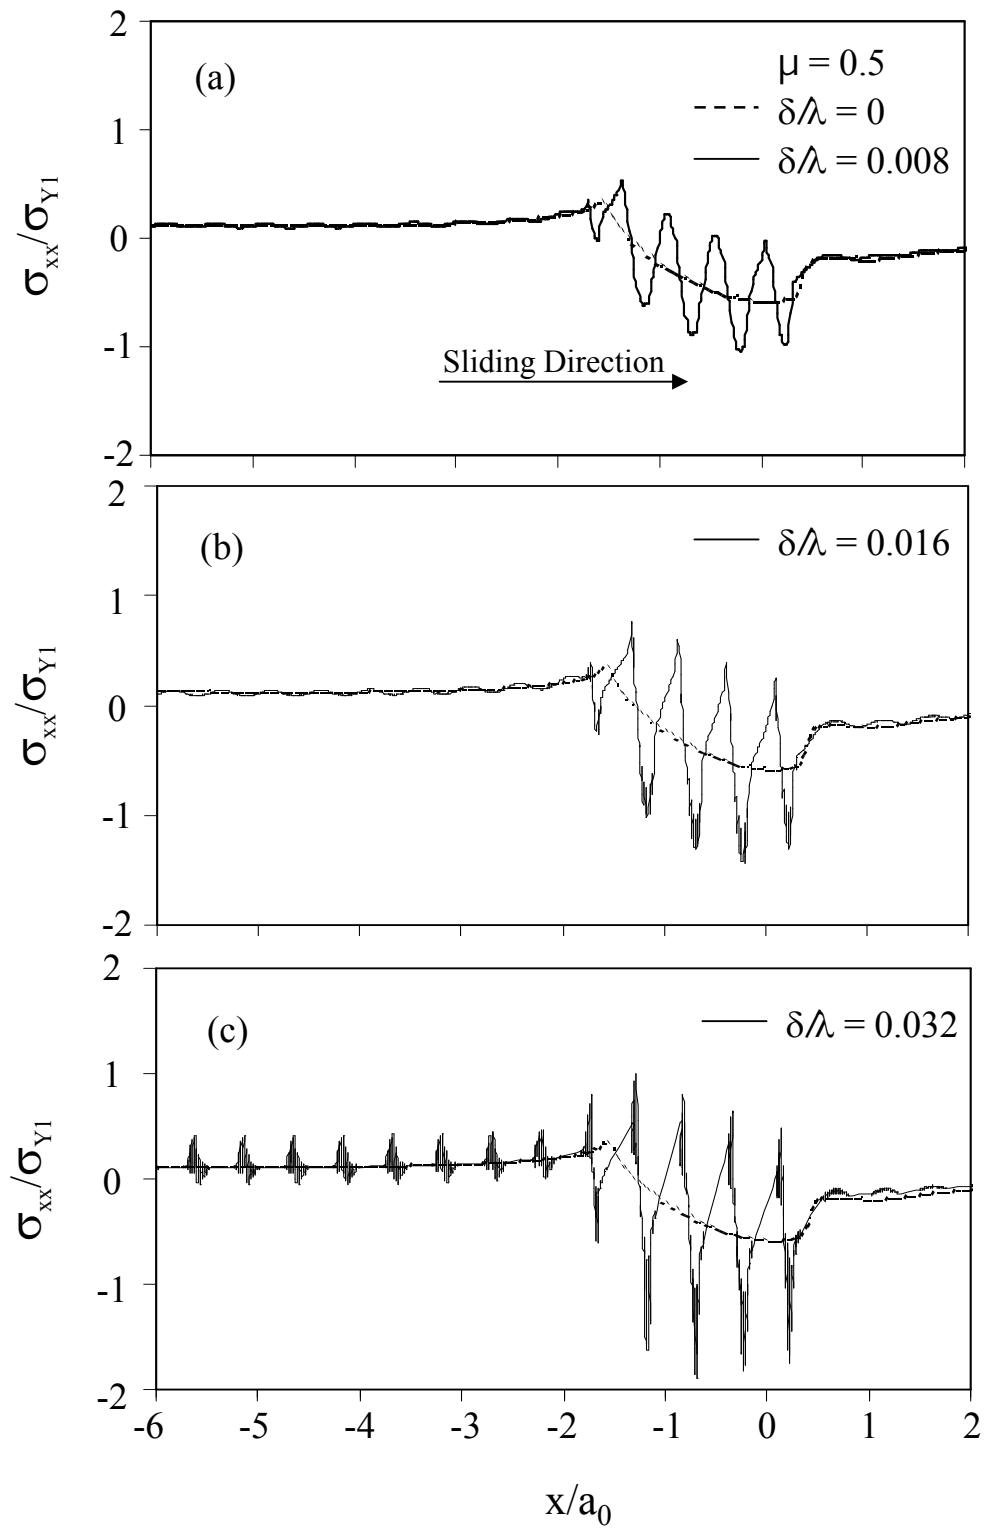 2
(a)
μ = 0.5
δ/λ = 0
δ/λ = 0.008
1
0
-1
-2
σxx/σY1
Sliding Direction
2
(b)
δ/λ = 0.016
1
0
-1
-2
σxx/σY1
2
(c)
δ/λ = 0.032
1
0
-1
-2
σxx/σY1
-6 -5 -4 -3 -2 -1 0 1 2
x/a0